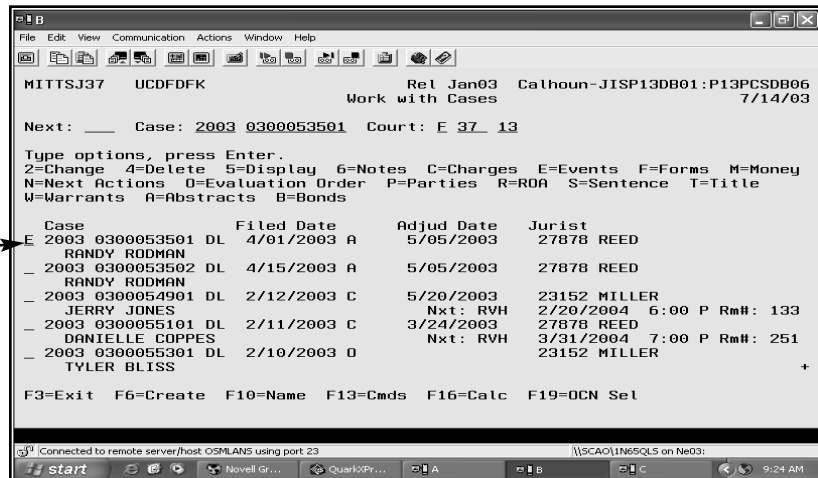 B
File Edit View Communication Actions Window Help
MITTSJ37 UCDFDFK Rel Jan03 Calhoun-JISP13DB01:P13PCSDB06
Work with Cases 7/14/03
Next: ___ Case: 2003 0300053501 Court: F 37_ 13
Type options, press Enter.
2=Change 4=Delete 5=Display 6=Notes C=Charges E=Events F=Forms M=Money
N=Next Actions O=Evaluation Order P=Parties R=ROA S=Sentence T=Title
W=Warrants A=Abstracts B=Bonds
Case Filed Date Adjud Date Jurist
E 2003 0300053501 DL 4/01/2003 A 5/05/2003 27878 REED
RANDY RODMAN
_ 2003 0300053502 DL 4/15/2003 A 5/05/2003 27878 REED
RANDY RODMAN
_ 2003 0300054901 DL 2/12/2003 C 5/20/2003 23152 MILLER
JERRY JONES Nxt: RVH 2/20/2004 6:00 P Rm#: 133
_ 2003 0300055101 DL 2/11/2003 C 3/24/2003 27878 REED
DANIELLE COPPES Nxt: RVH 3/31/2004 7:00 P Rm#: 251
_ 2003 0300055301 DL 2/10/2003 O 23152 MILLER
TYLER BLISS +
F3=Exit F6=Create F10=Name F13=Cmds F16=Calc F19=OCN Sel
Connected to remote server/host OSMLANS using port 23 \\SCAO\1N65QLS on Ne03:
start Novell Gr... QuarkXPr... A B C 9:24 AM